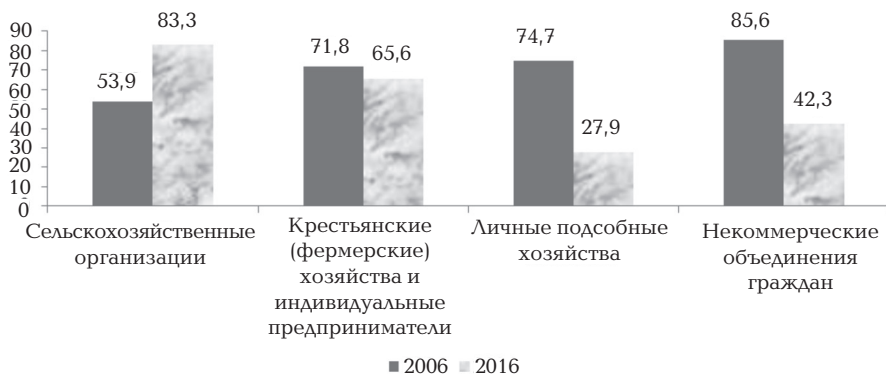 90
80
70
60
50
40
30
20
10
0
53,9
83,3
71,8
65,6
74,7
27,9
85,6
42,3
Сельскохозяйственные
организации
Крестьянские
(фермерские)
хозяйства и
индивидуальные
предприниматели
Личные подсобные
хозяйства
Некоммерческие
объединения
граждан
2006
2016